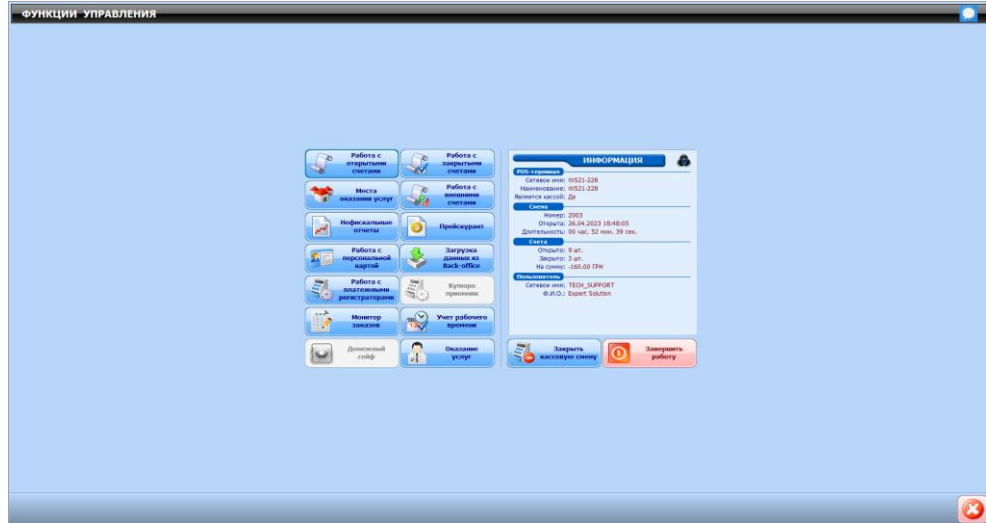 ФУНКЦИИ УПРАВЛЕНИЯ
Работа с
открытыми
счетами
Работа с
закрытыми
счетами
Места
оказания услуг
Работа с
внешними
счетами
Нефискальные
отчеты
Прейскурант
Работа с
персональной
картой
Загрузка
данных из
Back-office
Работа с
платежными
регистраторами
Купюро
приемник
Монитор
заказов
Учет рабочего
времени
Денежный
сейф
Оказание
услуг
ИНФОРМАЦИЯ
POS-терминал
Сетевое имя: WS21-228
Наименование: WS21-228
Является кассой: Да
Смена
Номер: 2003
Открыта: 26.04.2023 18:48:05
Длительность: 00 час. 52 мин. 39 сек.
Счета
Открыто: 9 шт.
Закрыто: 3 шт.
На сумму: -160.00 ГРН
Пользователь
Сетевое имя: TECH_SUPPORT
Ф.И.О.: Expert Solution
Закрыть
кассовую смену
Завершить
работу